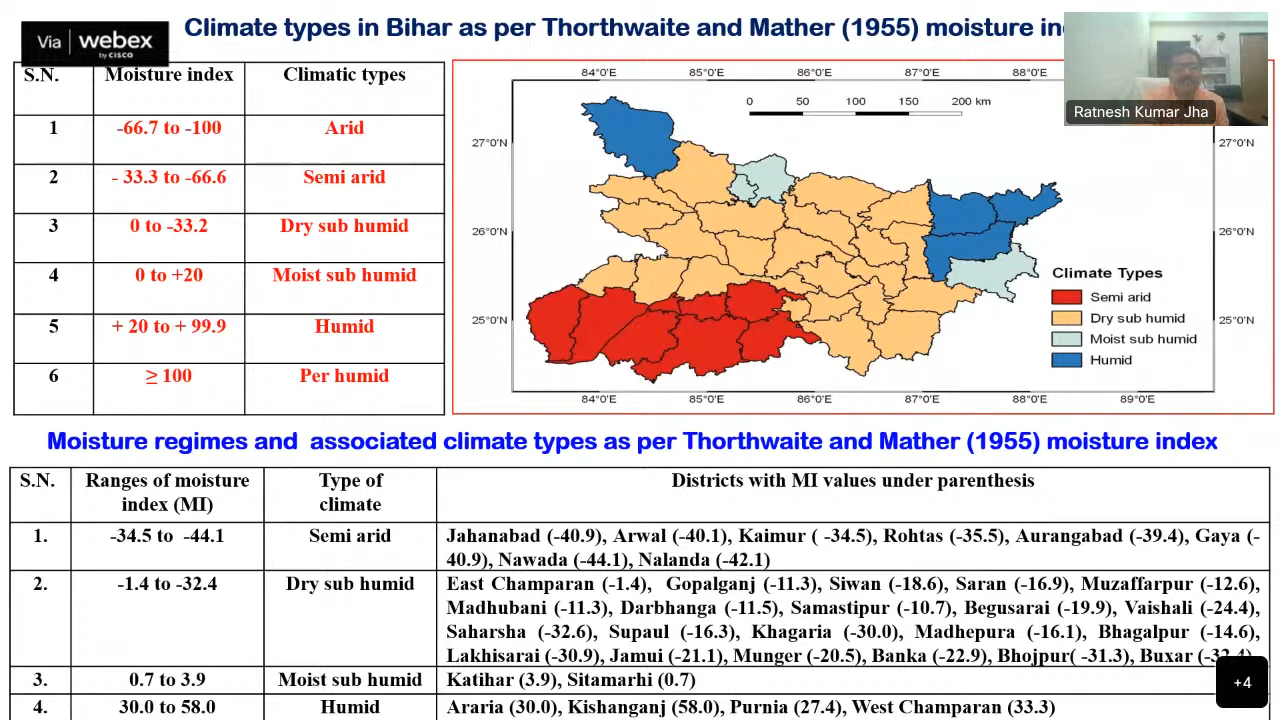 Via webex
by CISCO
Climate types in Bihar as per Thorthwaite and Mather (1955) moisture
Ratnesh Kumar Jha
S.N. Moisture index Climatic types
1 -66.7 to -100 Arid
2 - 33.3 to -66.6 Semi arid
3 0 to -33.2 Dry sub humid
4 0 to +20 Moist sub humid
5 + 20 to + 99.9 Humid
6 ≥ 100 Per humid
84°0'E 85°0'E 86°0'E 87°0'E 88°0'E
0 50 100 150 200 km
27°0'N 27°0'N
26°0'N 26°0'N
25°0'N 25°0'N
Climate Types
Semi arid
Dry sub humid
Moist sub humid
Humid
84°0'E 85°0'E 86°0'E 87°0'E 88°0'E 89°0'E
Moisture regimes and associated climate types as per Thorthwaite and Mather (1955) moisture index
S.N. Ranges of moisture index (MI) Type of climate Districts with MI values under parenthesis
1. -34.5 to -44.1 Semi arid Jahanabad (-40.9), Arwal (-40.1), Kaimur ( -34.5), Rohtas (-35.5), Aurangabad (-39.4), Gaya (-
40.9), Nawada (-44.1), Nalanda (-42.1)
2. -1.4 to -32.4 Dry sub humid East Champaran (-1.4), Gopalganj (-11.3), Siwan (-18.6), Saran (-16.9), Muzaffarpur (-12.6),
Madhubani (-11.3), Darbhanga (-11.5), Samastipur (-10.7), Begusarai (-19.9), Vaishali (-24.4),
Saharsha (-32.6), Supaul (-16.3), Khagaria (-30.0), Madhepura (-16.1), Bhagalpur (-14.6),
Lakhisarai (-30.9), Jamui (-21.1), Munger (-20.5), Banka (-22.9), Bhojpur( -31.3), Buxar (-32.4)
3. 0.7 to 3.9 Moist sub humid Katihar (3.9), Sitamarhi (0.7)
4. 30.0 to 58.0 Humid Araria (30.0), Kishanganj (58.0), Purnia (27.4), West Champaran (33.3)
+4